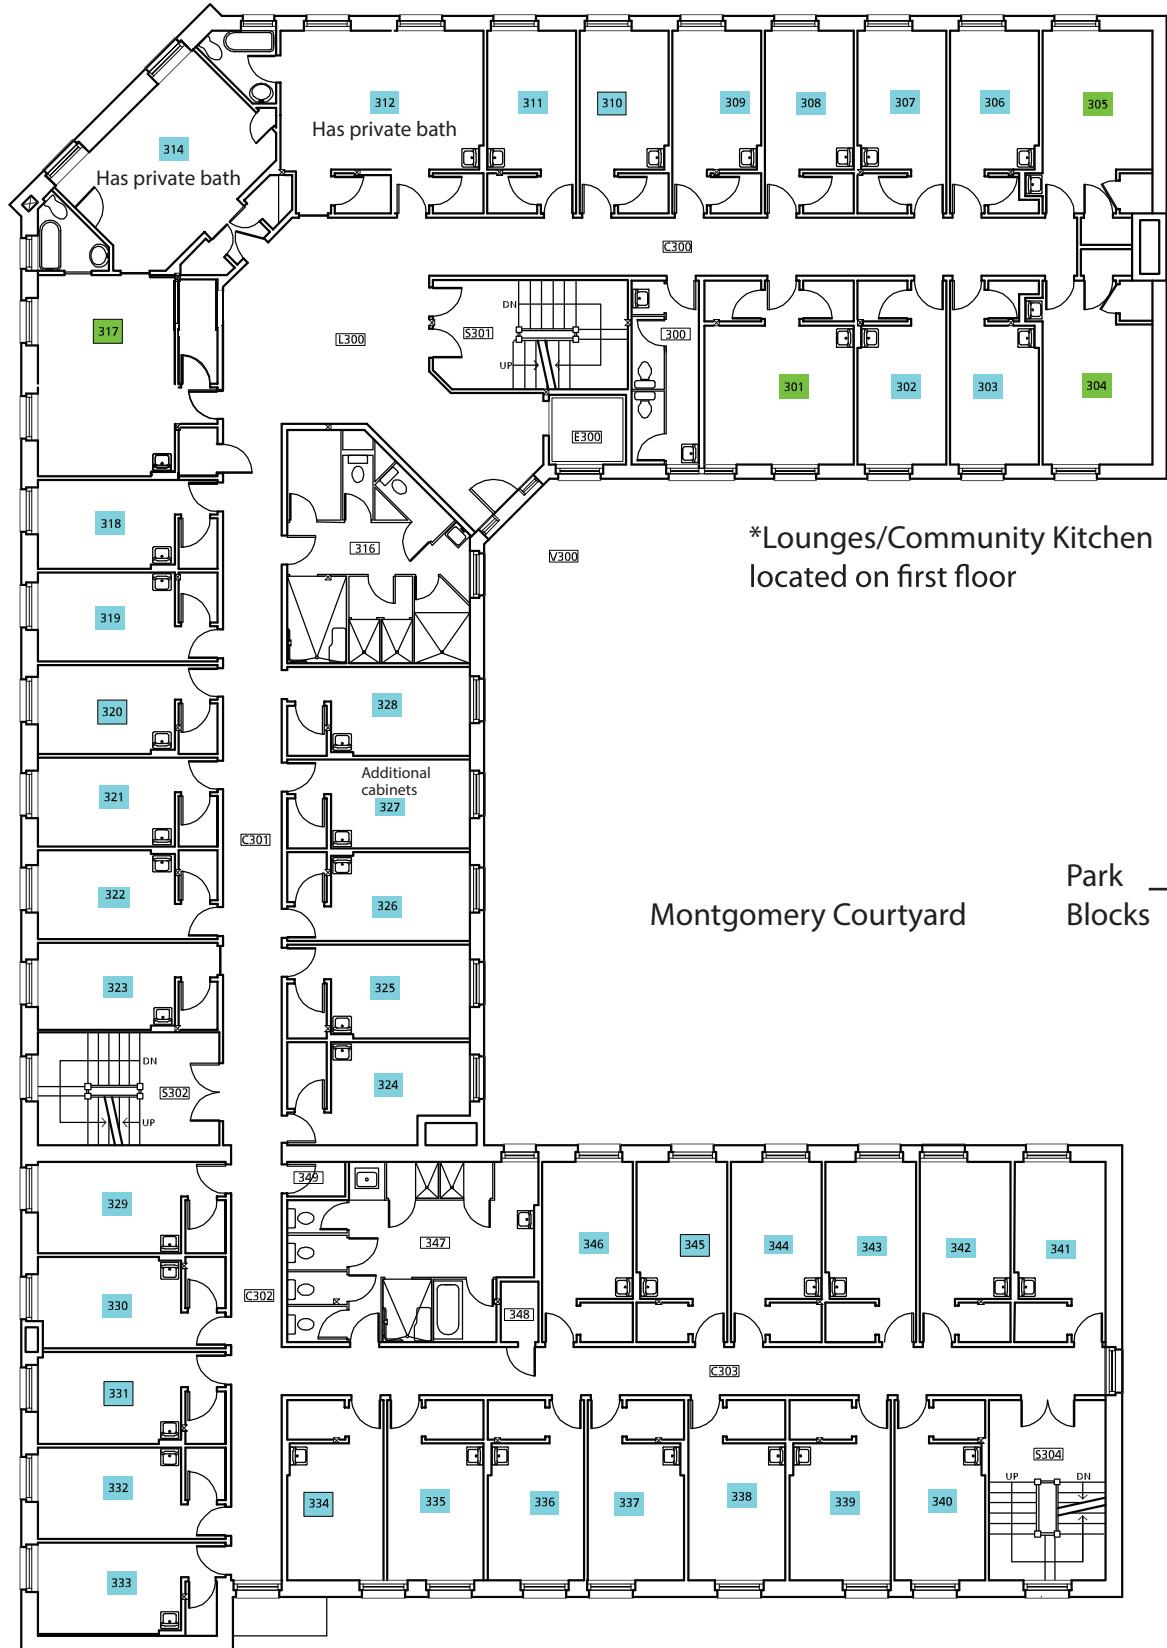 312
311
310
309
308
307
306
305
Has private bath
314
Has private bath
C300
317
L300
DN
S301
UP
300
301
302
303
304
E300
318
316
V300
*Lounges/Community Kitchen
located on first floor
319
320
328
321
Additional
cabinets
327
C301
322
326
Montgomery Courtyard
Park
Blocks
323
325
DN
S302
UP
324
329
349
347
346
345
344
343
342
341
330
C302
348
331
C303
332
334
335
336
337
338
339
340
S304
UP
DN
333